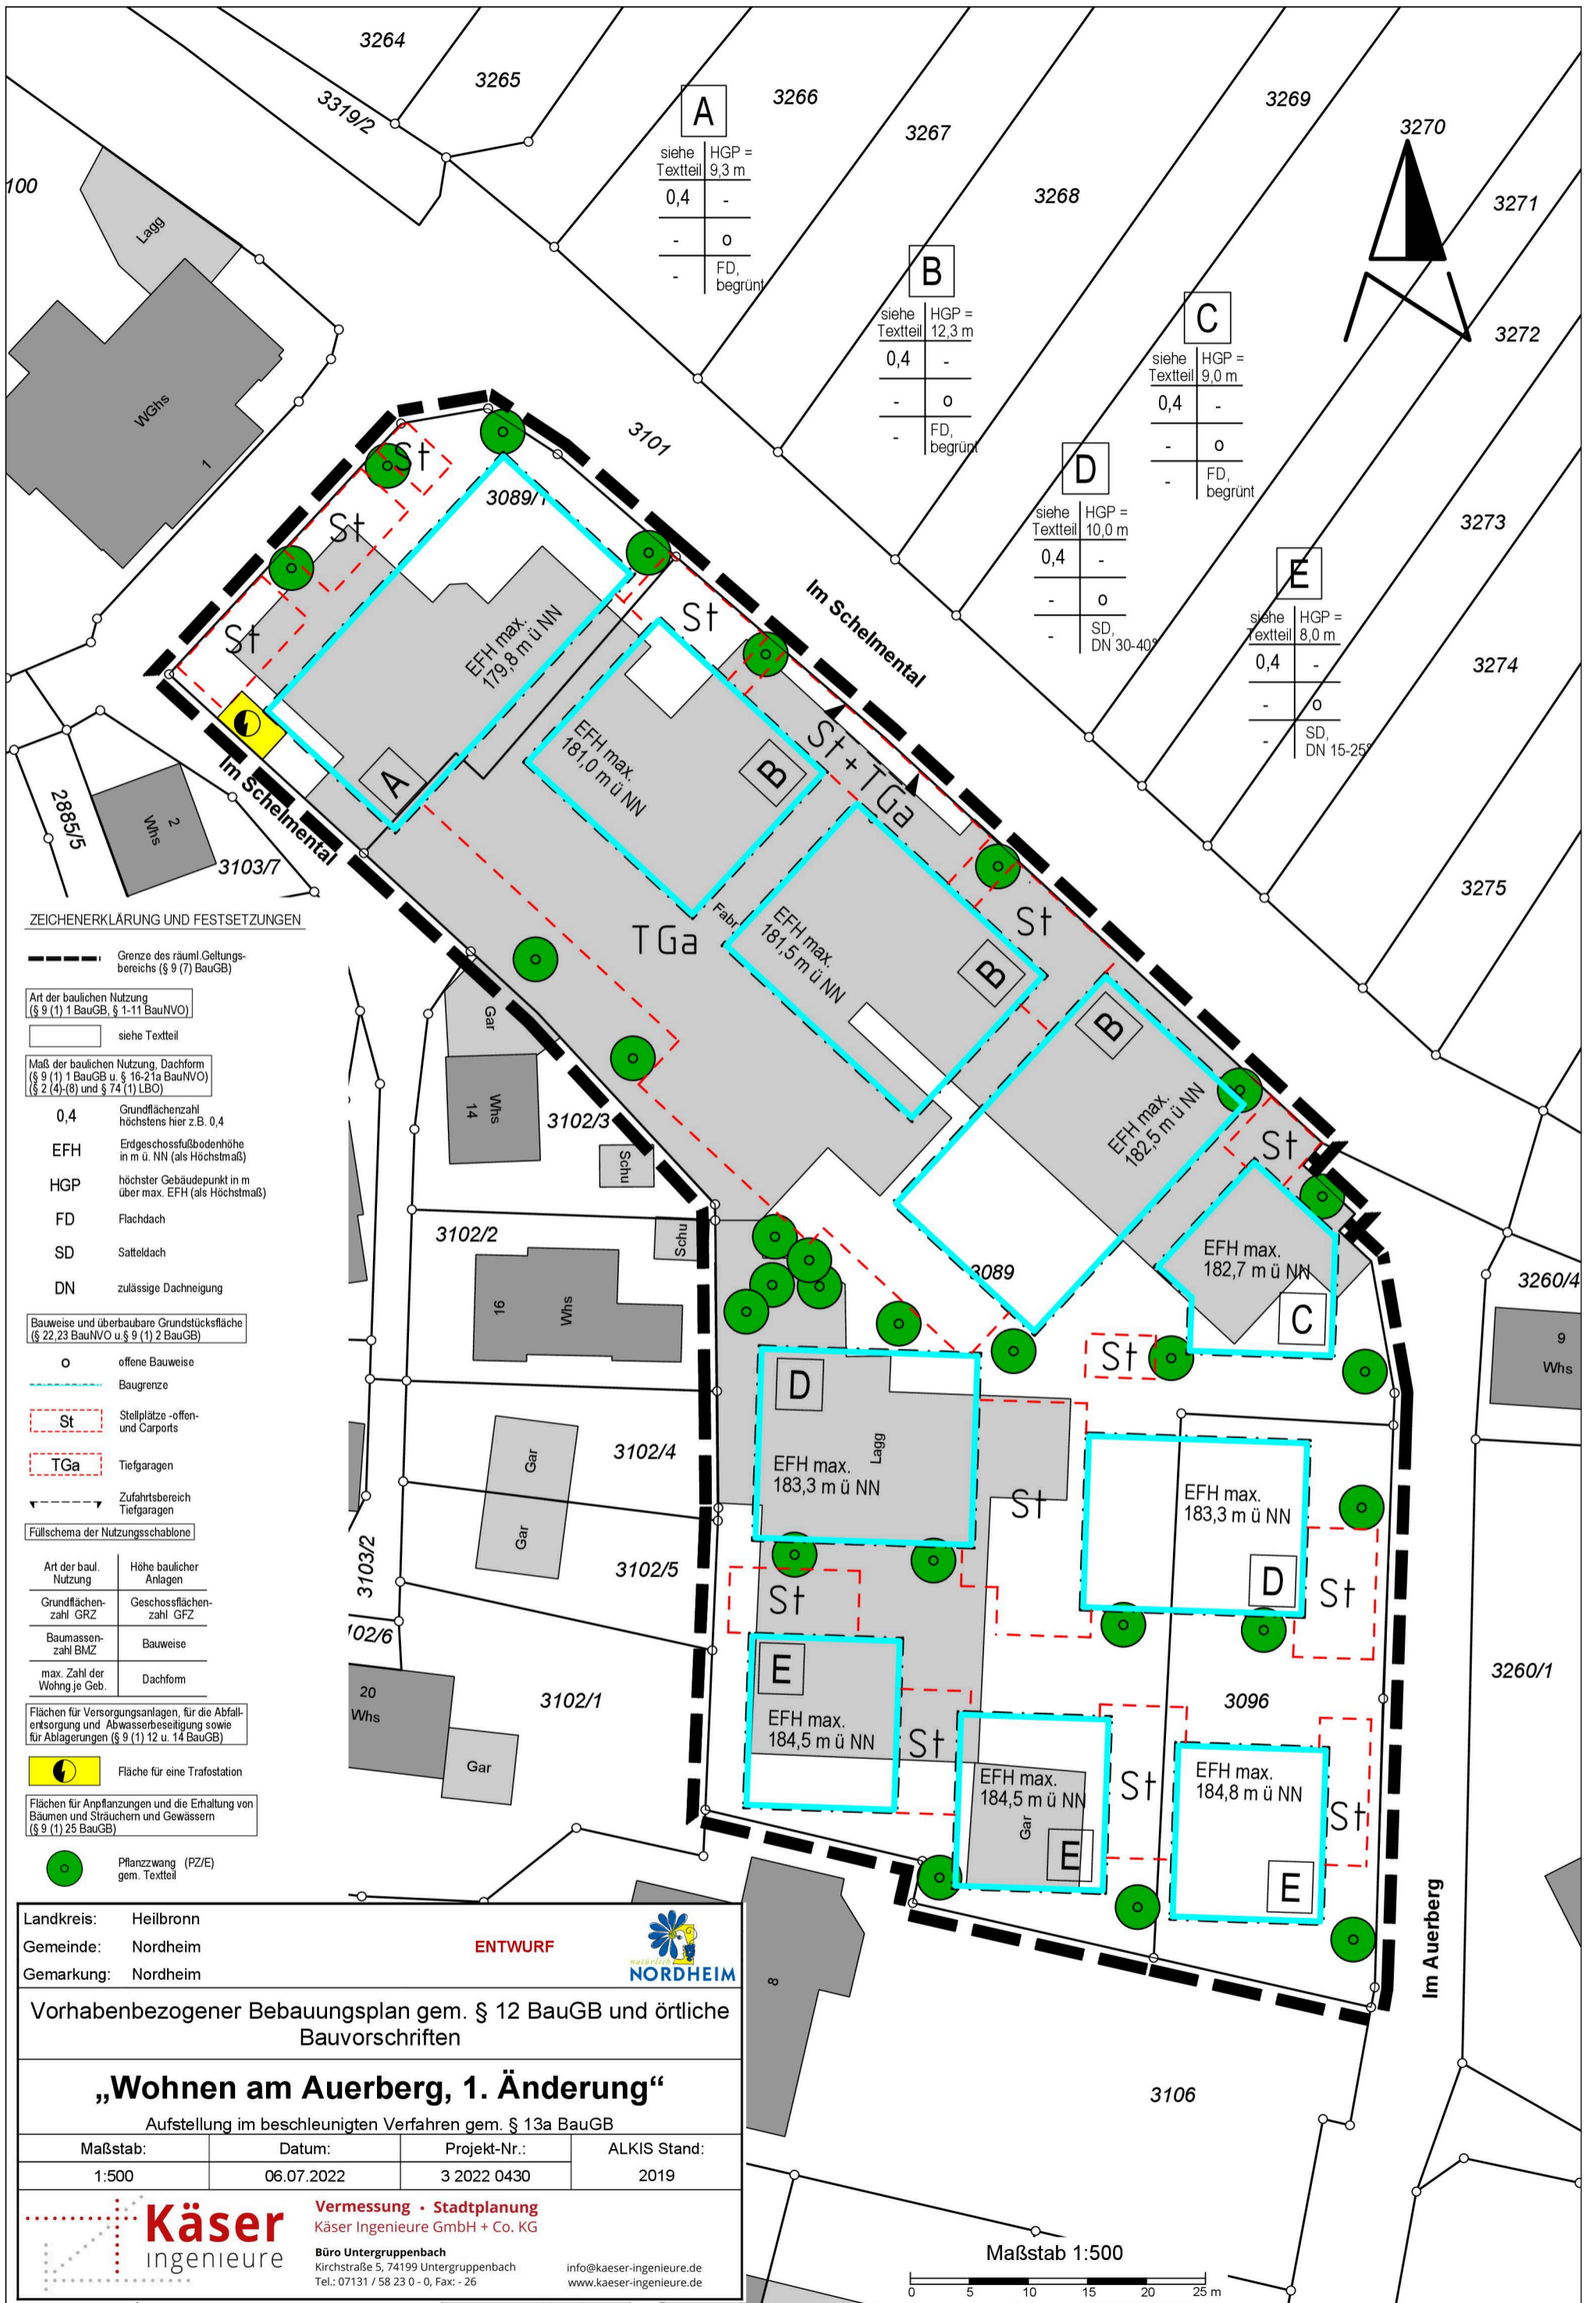 3264
3265
3319/2
3266
3267
3268
3269
3270
3271
3272
3273
3274
3275
100
Lagg
WGhs
1
A
siehe Textteil
HGP = 9,3 m
0,4
-
-
o
-
FD, begrünt
B
siehe Textteil
HGP = 12,3 m
0,4
-
-
o
-
FD, begrünt
C
siehe Textteil
HGP = 9,0 m
0,4
-
-
o
-
FD, begrünt
D
siehe Textteil
HGP = 10,0 m
0,4
-
-
o
-
SD, DN 30-40°
E
siehe Textteil
HGP = 8,0 m
0,4
-
-
o
-
SD, DN 15-25°
3101
3089/1
St
St
St
St
Im Schelmental
EFH max.
179,8 m ü NN
A
EFH max.
181,0 m ü NN
B
St+TGa
Im Schelmental
2885/5
2
Whs
3103/7
TGa
Fabr
EFH max.
181,5 m ü NN
B
St
B
EFH max.
182,5 m ü NN
St
EFH max.
182,7 m ü NN
C
3089
3260/4
9
Whs
Gar
14
Whs
3102/3
Schu
3102/2
Schu
16
Whs
St
D
Lagg
EFH max.
183,3 m ü NN
St
EFH max.
183,3 m ü NN
D
St
Gar
3102/4
Gar
3102/5
3103/2
102/6
St
E
EFH max.
184,5 m ü NN
St
3096
3260/1
20
Whs
3102/1
Gar
EFH max.
184,5 m ü NN
Gar
E
St
EFH max.
184,8 m ü NN
E
St
Im Auerberg
8
3106
ZEICHENERKLÄRUNG UND FESTSETZUNGEN
Grenze des räuml.Geltungs-
bereichs (§ 9 (7) BauGB)
Art der baulichen Nutzung
(§ 9 (1) 1 BauGB, § 1-11 BauNVO)
siehe Textteil
Maß der baulichen Nutzung, Dachform
(§ 9 (1) 1 BauGB u. § 16-21a BauNVO)
(§ 2 (4)-(8) und § 74 (1) LBO)
0,4
Grundflächenzahl
höchstens hier z.B. 0,4
EFH
Erdgeschossfußbodenhöhe
in m ü. NN (als Höchstmaß)
HGP
höchster Gebäudepunkt in m
über max. EFH (als Höchstmaß)
FD
Flachdach
SD
Satteldach
DN
zulässige Dachneigung
Bauweise und überbaubare Grundstücksfläche
(§ 22,23 BauNVO u.§ 9 (1) 2 BauGB)
o
offene Bauweise
Baugrenze
St
Stellplätze -offen-
und Carports
TGa
Tiefgaragen
Zufahrtsbereich
Tiefgaragen
Füllschema der Nutzungsschablone
Art der baul.
Nutzung
Höhe baulicher
Anlagen
Grundflächen-
zahl GRZ
Geschossflächen-
zahl GFZ
Baumassen-
zahl BMZ
Bauweise
max. Zahl der
Wohng.je Geb.
Dachform
Flächen für Versorgungsanlagen, für die Abfall-
entsorgung und Abwasserbeseitigung sowie
für Ablagerungen (§ 9 (1) 12 u. 14 BauGB)
Fläche für eine Trafostation
Flächen für Anpflanzungen und die Erhaltung von
Bäumen und Sträuchern und Gewässern
(§ 9 (1) 25 BauGB)
Pflanzzwang (PZ/E)
gem. Textteil
Landkreis: Heilbronn
Gemeinde: Nordheim
Gemarkung: Nordheim
ENTWURF
natürlich
NORDHEIM
Vorhabenbezogener Bebauungsplan gem. § 12 BauGB und örtliche
Bauvorschriften
„Wohnen am Auerberg, 1. Änderung“
Aufstellung im beschleunigten Verfahren gem. § 13a BauGB
Maßstab: Datum: Projekt-Nr.: ALKIS Stand:
1:500 06.07.2022 3 2022 0430 2019
Käser
ingenieure
Vermessung • Stadtplanung
Käser Ingenieure GmbH + Co. KG
Büro Untergruppenbach
Kirchstraße 5, 74199 Untergruppenbach
Tel.: 07131 / 58 23 0 - 0, Fax: - 26
info@kaeser-ingenieure.de
www.kaeser-ingenieure.de
Maßstab 1:500
0 5 10 15 20 25 m